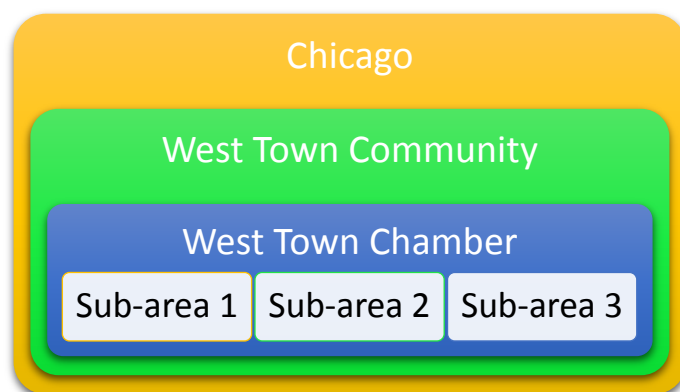 Chicago
West Town Community
West Town Chamber
Sub-area 1 Sub-area 2 Sub-area 3